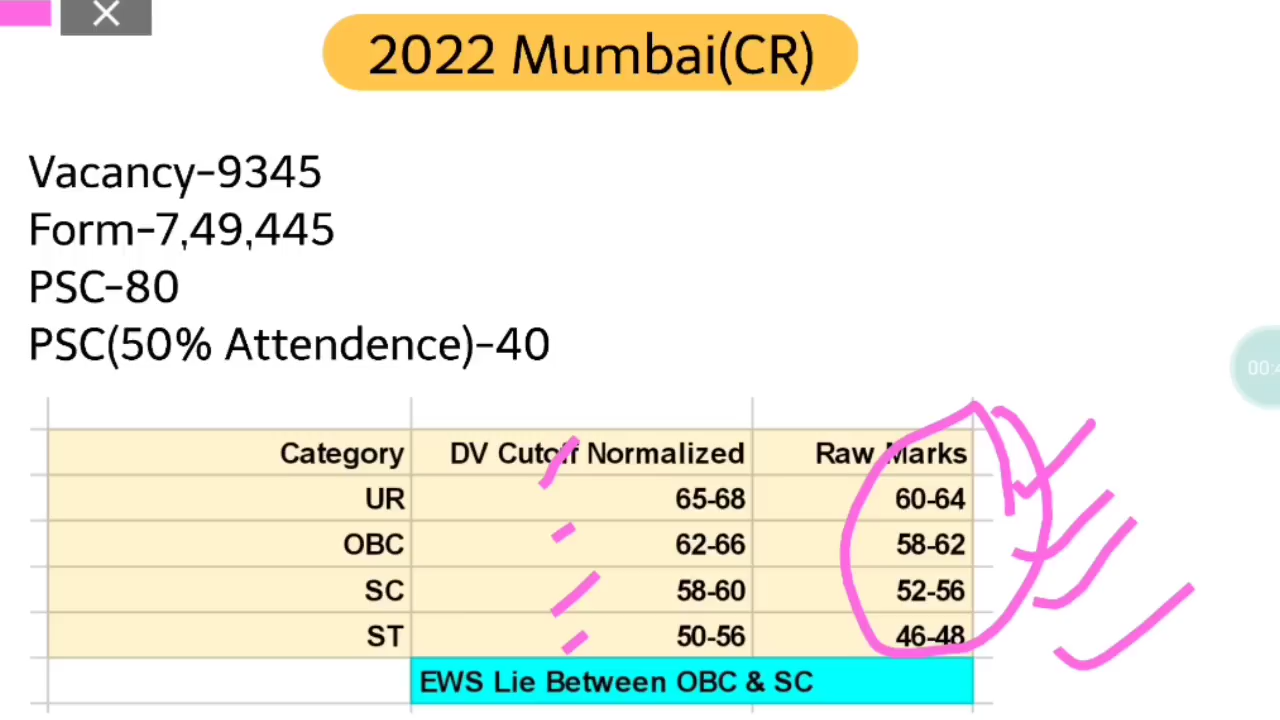 2022 Mumbai(CR)
Vacancy-9345
Form-7,49,445
PSC-80
PSC(50% Attendence)-40
Category DV Cutoff Normalized Raw Marks
UR 65-68 60-64
OBC 62-66 58-62
SC 58-60 52-56
ST 50-56 46-48
EWS Lie Between OBC & SC